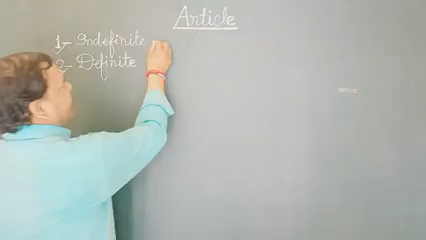 Article
1,- Indefinite
2,- Definite